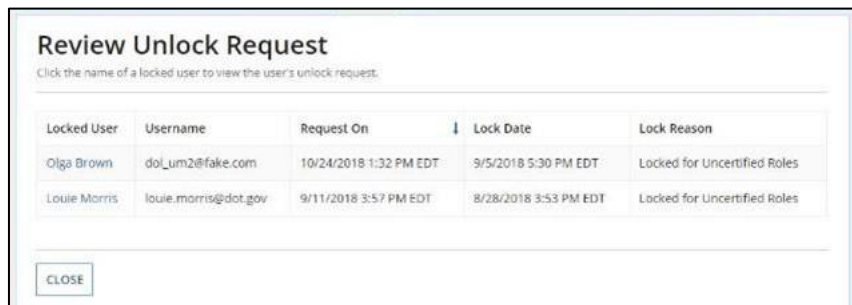 Review Unlock Request
Click the name of a locked user to view the user's unlock request.
Locked User Username Request On Lock Date Lock Reason
Olga Brown dol_um2@fake.com 10/24/2018 1:32 PM EDT 9/5/2018 5:30 PM EDT Locked for Uncertified Roles
Louie Morris louie.morris@dot.gov 9/11/2018 3:57 PM EDT 8/28/2018 3:53 PM EDT Locked for Uncertified Roles
CLOSE